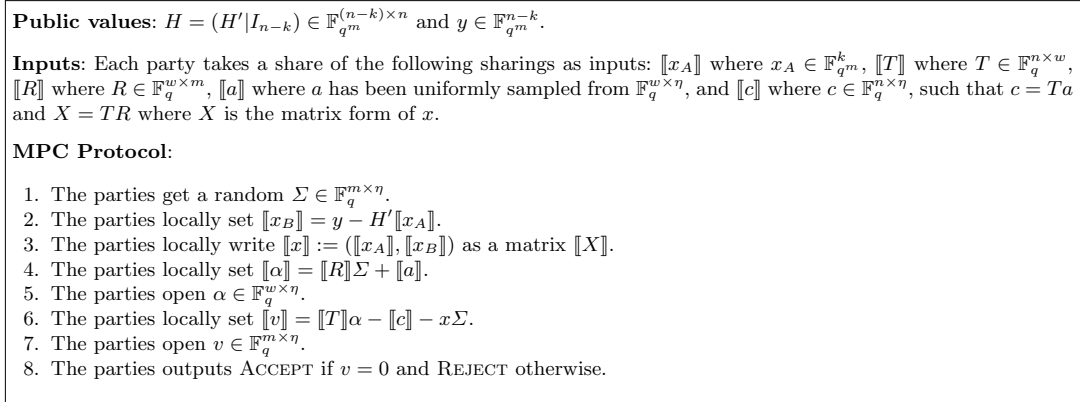 Public values: H = (H′|I_{n−k}) ∈ 𝔽_{q^m}^{(n−k)×n} and y ∈ 𝔽_{q^m}^{n−k}.
Inputs: Each party takes a share of the following sharings as inputs: ⟦x_A⟧ where x_A ∈ 𝔽_{q^m}^k, ⟦T⟧ where T ∈ 𝔽_q^{n×w},
⟦R⟧ where R ∈ 𝔽_q^{w×m}, ⟦a⟧ where a has been uniformly sampled from 𝔽_q^{w×η}, and ⟦c⟧ where c ∈ 𝔽_q^{n×η}, such that c = Ta
and X = TR where X is the matrix form of x.
MPC Protocol:
1. The parties get a random Σ ∈ 𝔽_q^{m×η}.
2. The parties locally set ⟦x_B⟧ = y − H′⟦x_A⟧.
3. The parties locally write ⟦x⟧ := (⟦x_A⟧, ⟦x_B⟧) as a matrix ⟦X⟧.
4. The parties locally set ⟦α⟧ = ⟦R⟧Σ + ⟦a⟧.
5. The parties open α ∈ 𝔽_q^{w×η}.
6. The parties locally set ⟦v⟧ = ⟦T⟧α − ⟦c⟧ − xΣ.
7. The parties open v ∈ 𝔽_q^{m×η}.
8. The parties outputs ACCEPT if v = 0 and REJECT otherwise.